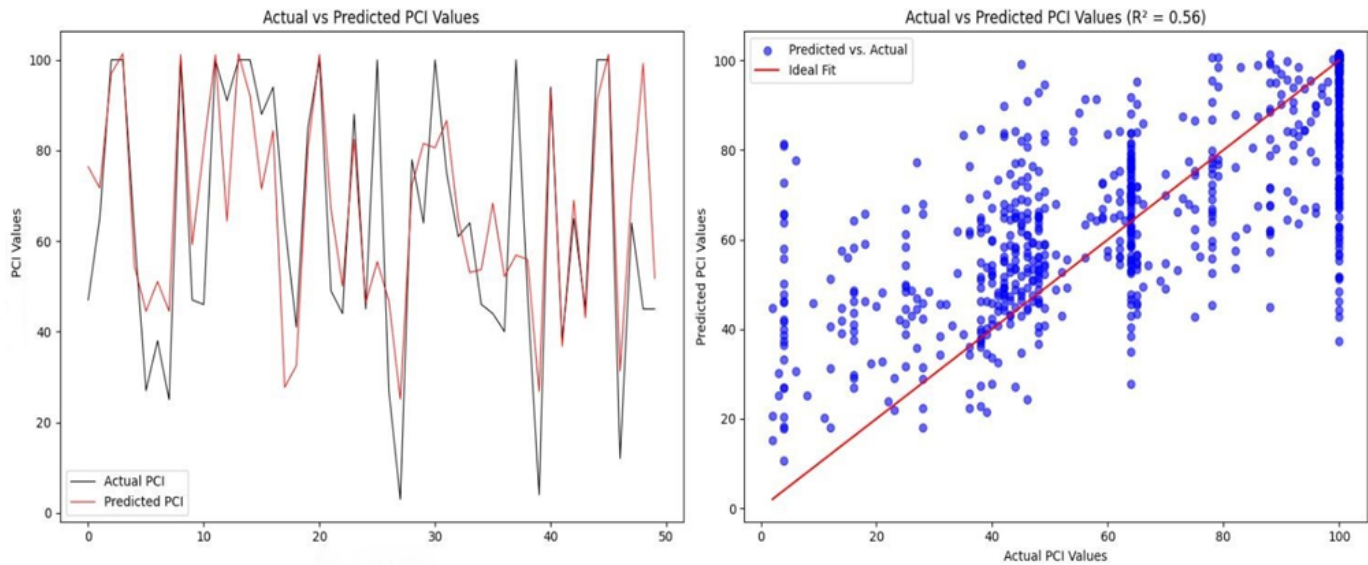 Actual vs Predicted PCI Values
PCI Values
100
80
60
40
20
0
Actual PCI
Predicted PCI
0
10
20
30
40
50
Actual vs Predicted PCI Values (R² = 0.56)
Predicted PCI Values
100
80
60
40
20
0
Predicted vs. Actual
Ideal Fit
0
20
40
60
80
100
Actual PCI Values